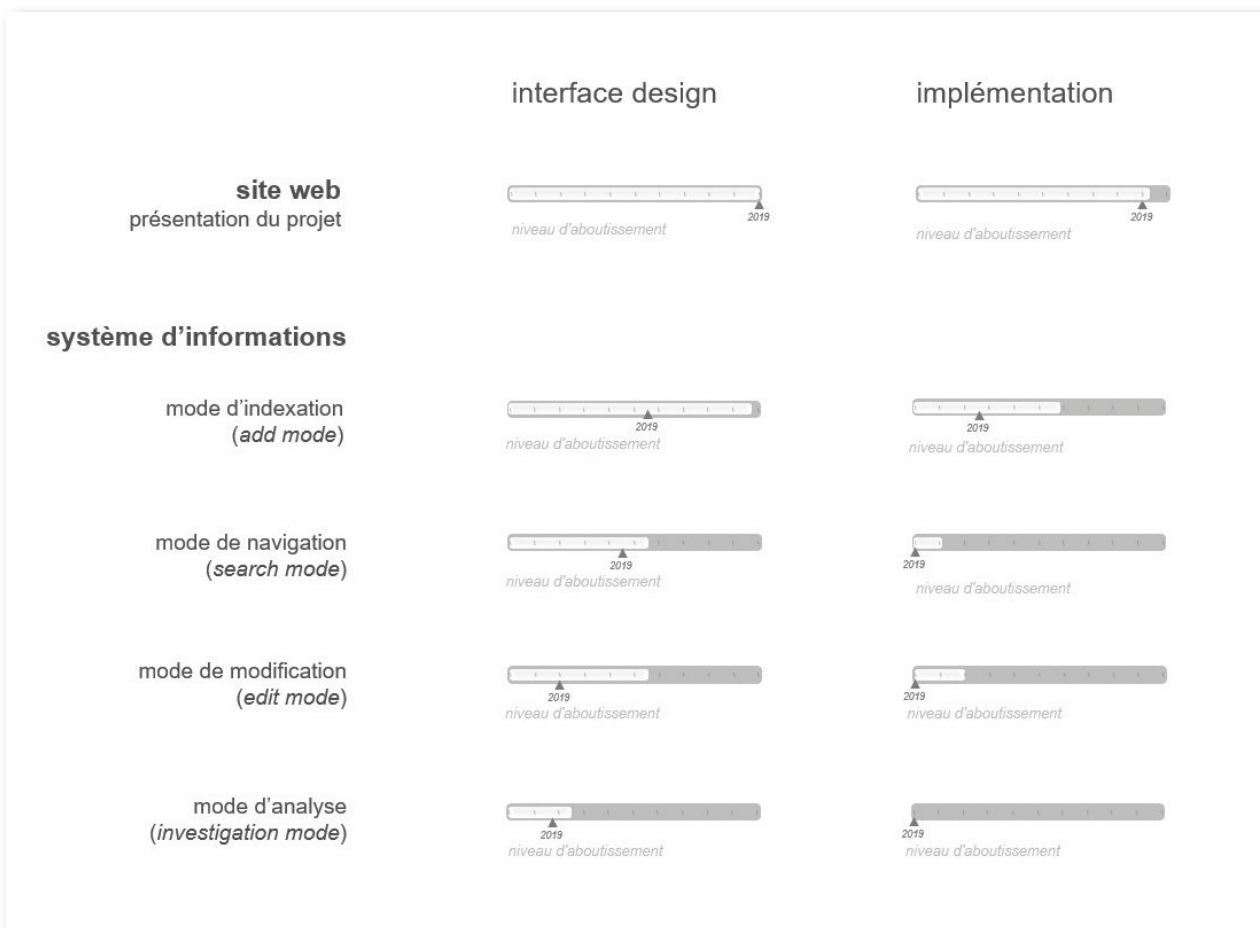 interface design
implémentation
site web
présentation du projet
2019
2019
niveau d'aboutissement
niveau d'aboutissement
système d’informations
mode d’indexation
(add mode)
2019
2019
niveau d'aboutissement
niveau d'aboutissement
mode de navigation
(search mode)
2019
2019
niveau d'aboutissement
niveau d'aboutissement
mode de modification
(edit mode)
2019
2019
niveau d'aboutissement
niveau d'aboutissement
mode d’analyse
(investigation mode)
2019
2019
niveau d'aboutissement
niveau d'aboutissement